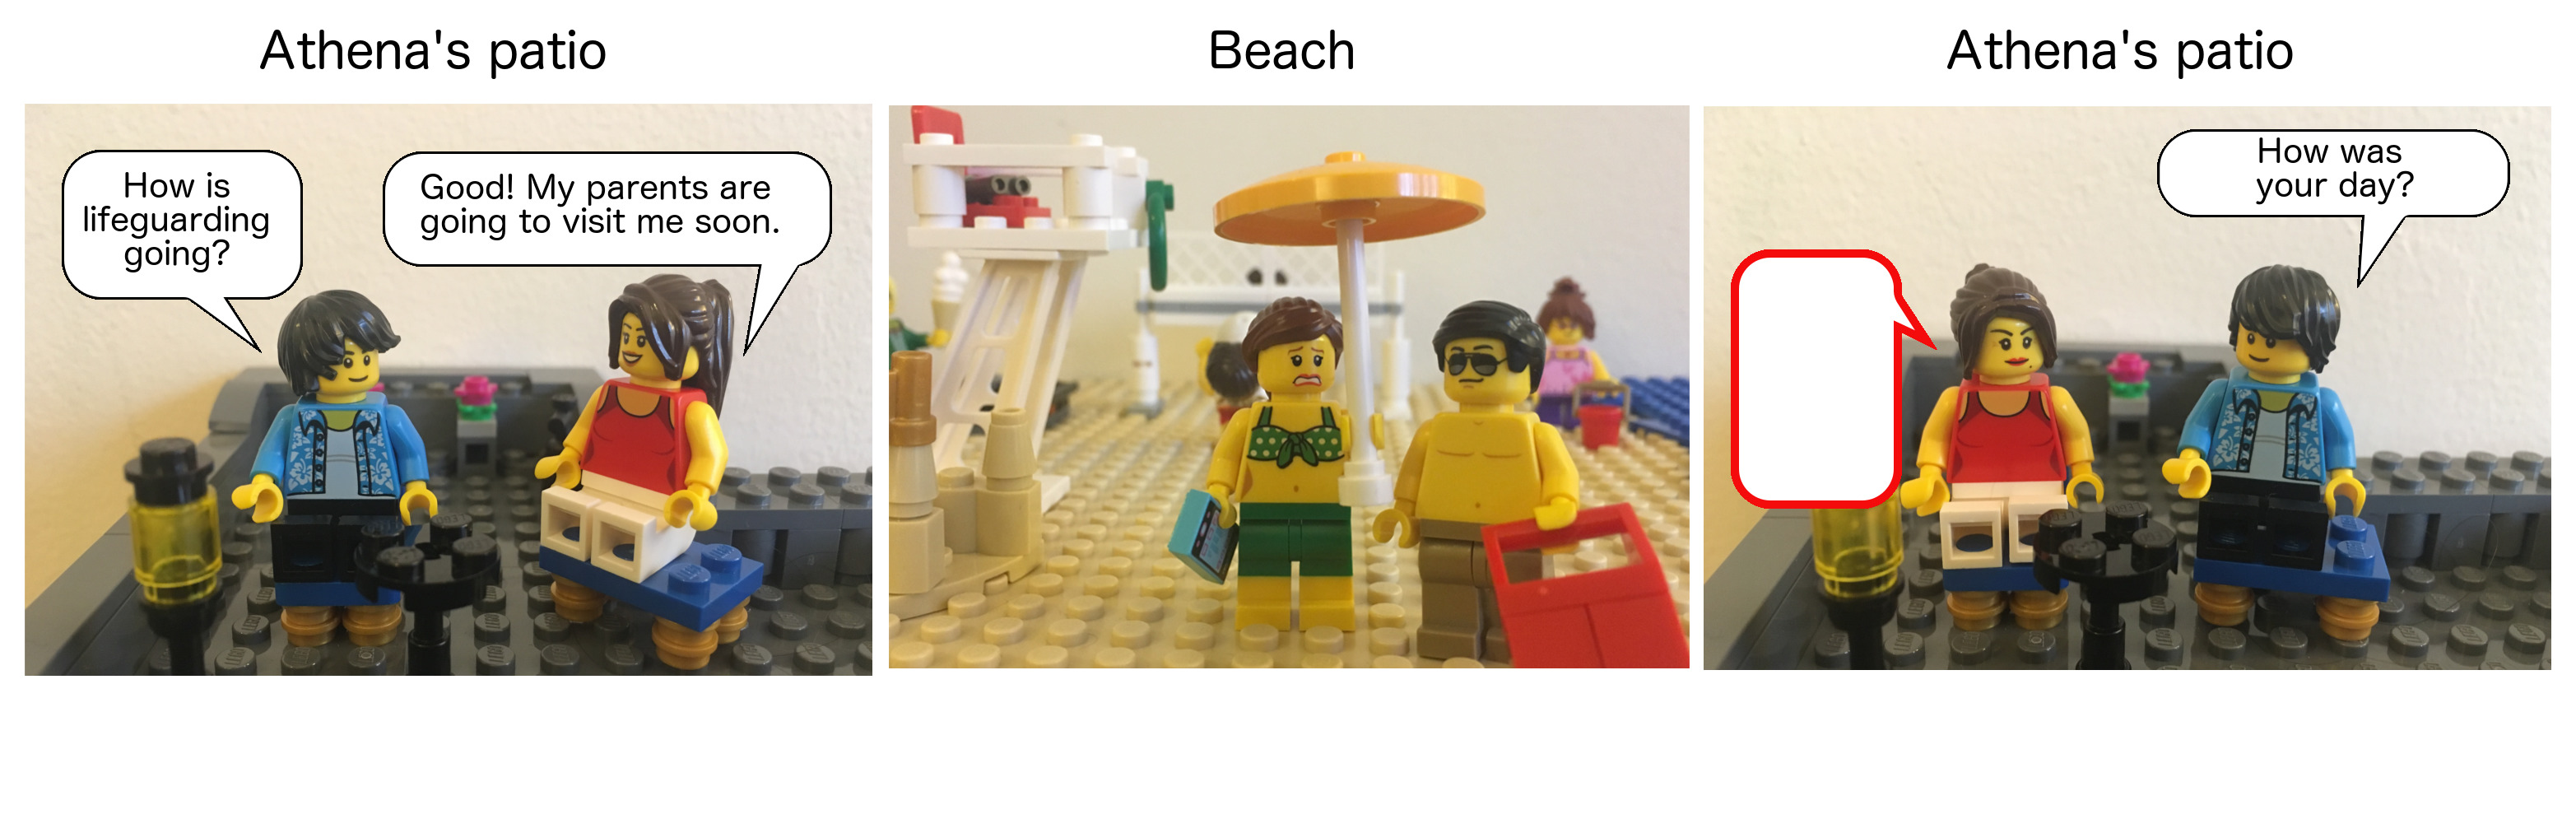 Athena's patio
How is
lifeguarding
going?
Good! My parents are
going to visit me soon.
Beach
Athena's patio
How was
your day?